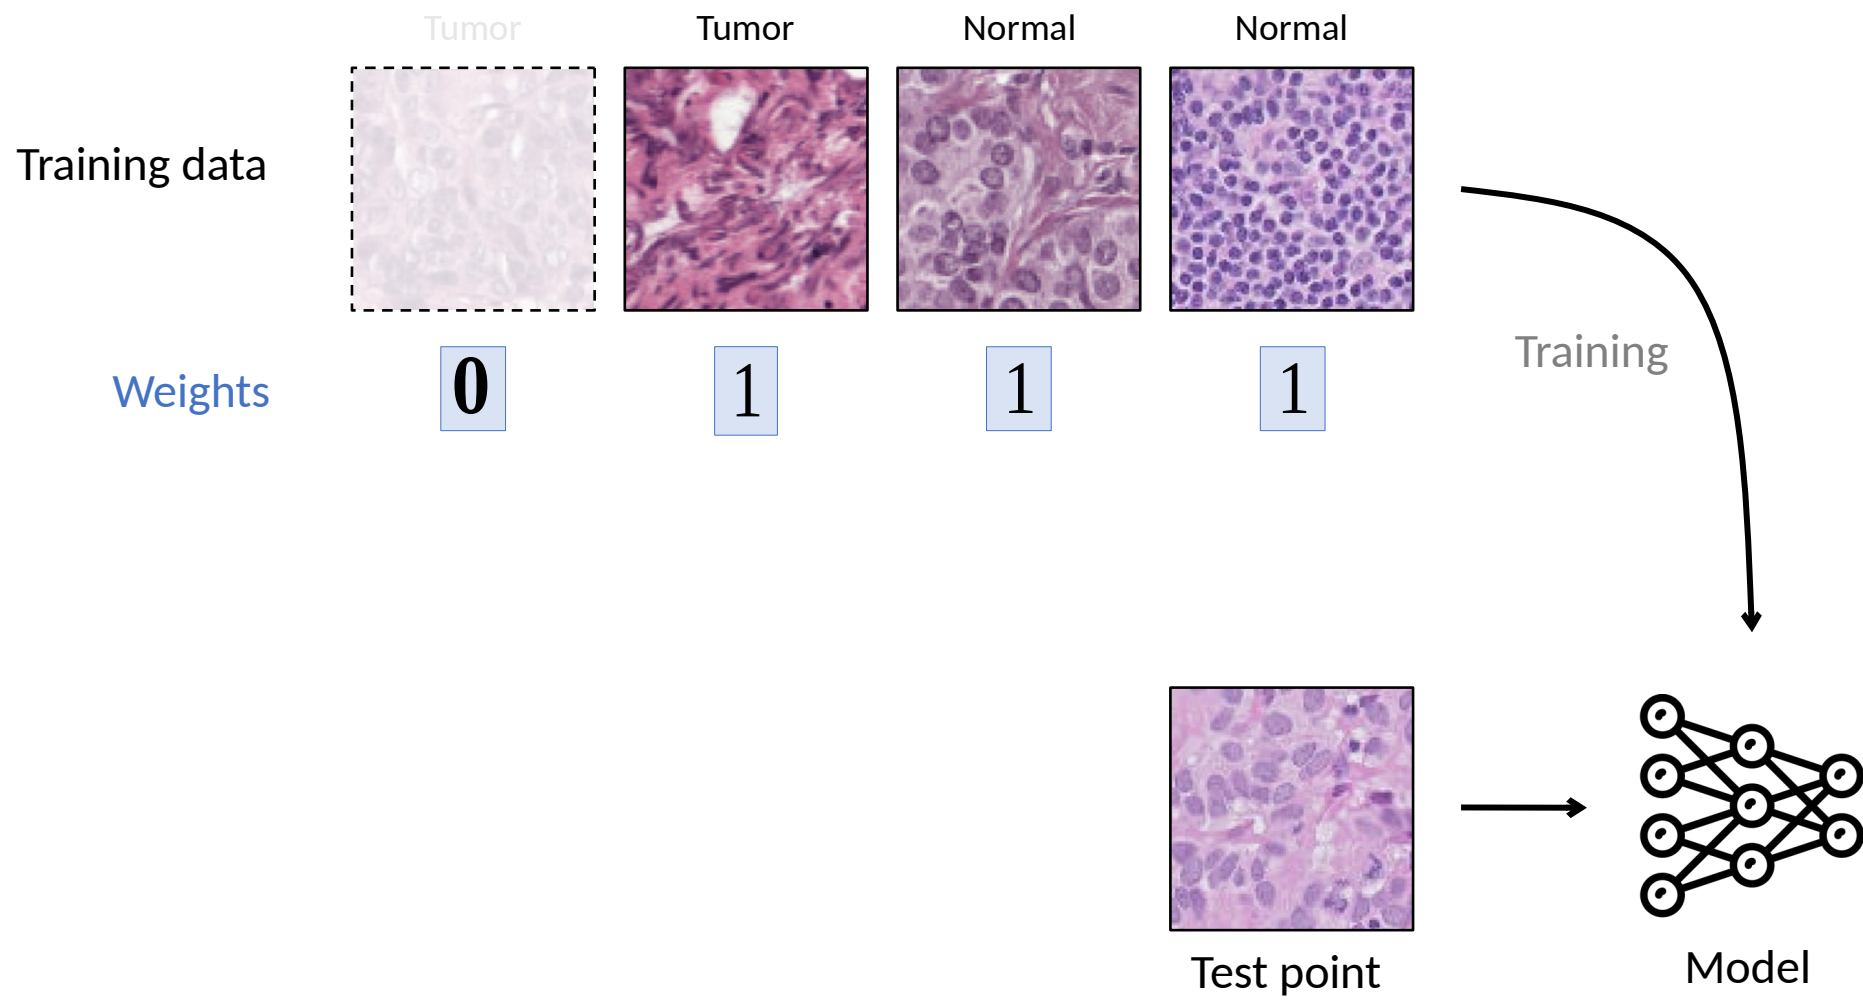 Tumor Tumor Normal Normal
Training data
Weights 0 1 1 1
Training
Test point
Model